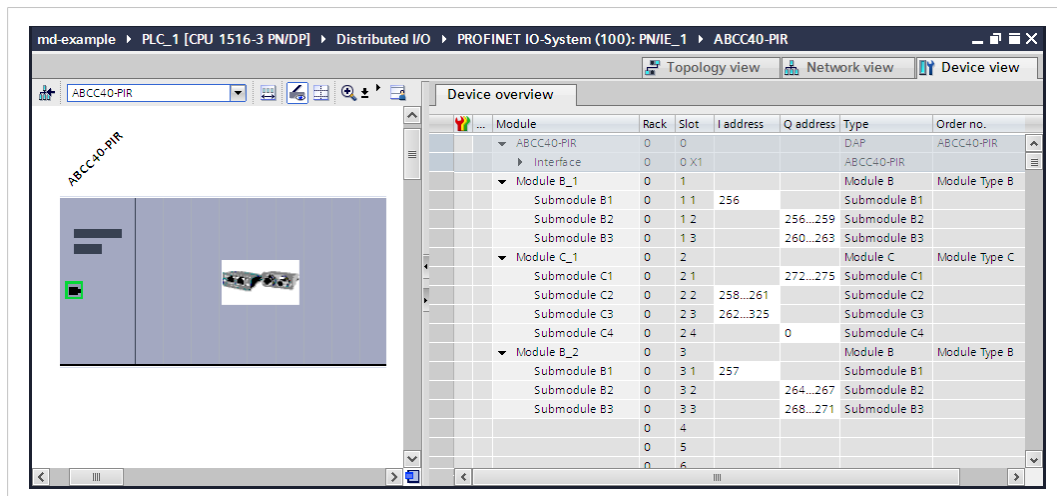 md-example ▸ PLC_1 [CPU 1516-3 PN/DP] ▸ Distributed I/O ▸ PROFINET IO-System (100): PN/IE_1 ▸ ABCC40-PIR
Topology view Network view Device view
ABCC40-PIR
Device overview
ABCC40-PIR
... Module Rack Slot I address Q address Type Order no.
ABCC40-PIR 0 0 DAP ABCC40-PIR
Interface 0 0 X1 ABCC40-PIR
Module B_1 0 1 Module B Module Type B
Submodule B1 0 1 1 256 Submodule B1
Submodule B2 0 1 2 256...259 Submodule B2
Submodule B3 0 1 3 260...263 Submodule B3
Module C_1 0 2 Module C Module Type C
Submodule C1 0 2 1 272...275 Submodule C1
Submodule C2 0 2 2 258...261 Submodule C2
Submodule C3 0 2 3 262...325 Submodule C3
Submodule C4 0 2 4 0 Submodule C4
Module B_2 0 3 Module B Module Type B
Submodule B1 0 3 1 257 Submodule B1
Submodule B2 0 3 2 264...267 Submodule B2
Submodule B3 0 3 3 268...271 Submodule B3
0 4
0 5
0 6